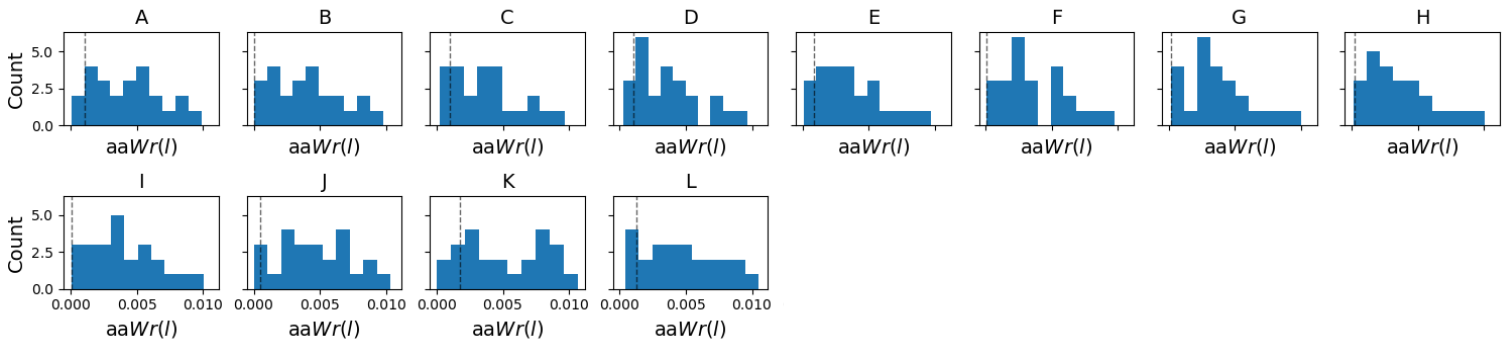 A B C D E F G H
Count
5.0
2.5
0.0
aaWr(l) aaWr(l) aaWr(l) aaWr(l) aaWr(l) aaWr(l) aaWr(l) aaWr(l)
I J K L
Count
5.0
2.5
0.0
0.000 0.005 0.010 0.000 0.005 0.010 0.000 0.005 0.010 0.000 0.005 0.010
aaWr(l) aaWr(l) aaWr(l) aaWr(l)